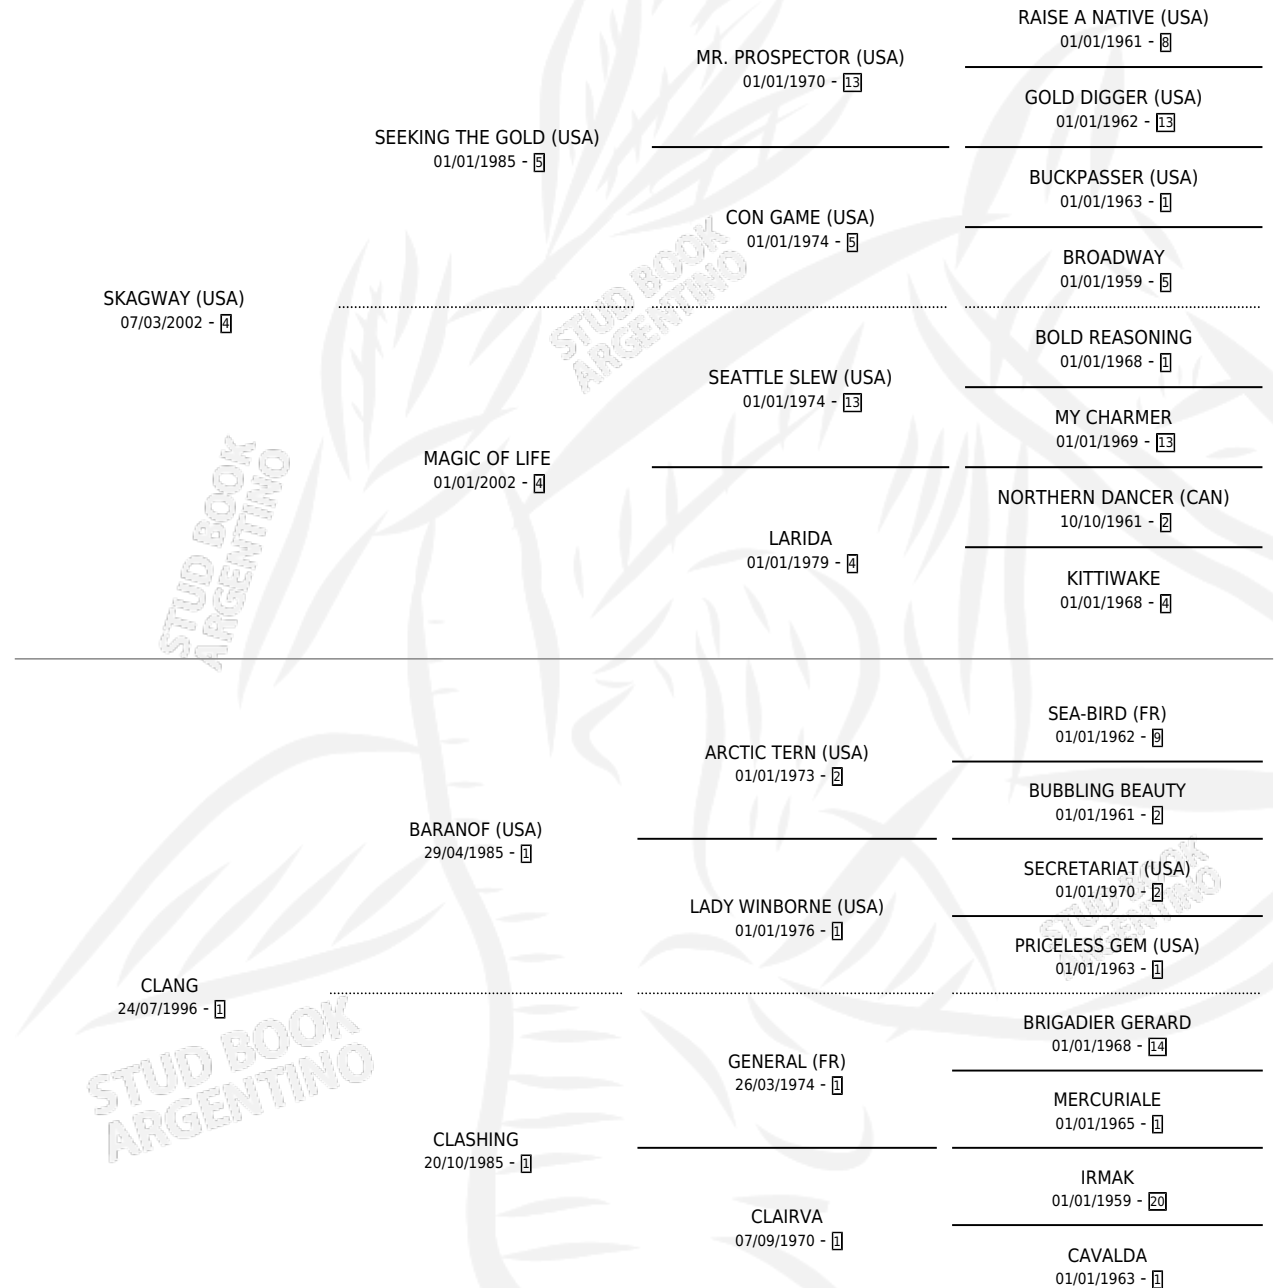 RAISE A NATIVE (USA)
01/01/1961 - 8
MR. PROSPECTOR (USA)
01/01/1970 - 13
GOLD DIGGER (USA)
01/01/1962 - 13
SEEKING THE GOLD (USA)
01/01/1985 - 5
BUCKPASSER (USA)
01/01/1963 - 1
CON GAME (USA)
01/01/1974 - 5
BROADWAY
01/01/1959 - 5
SKAGWAY (USA)
07/03/2002 - 4
STUD BOOK
ARGENTINO
BOLD REASONING
01/01/1968 - 1
SEATTLE SLEW (USA)
01/01/1974 - 13
MY CHARMER
01/01/1969 - 13
MAGIC OF LIFE
01/01/2002 - 4
NORTHERN DANCER (CAN)
10/10/1961 - 2
LARIDA
01/01/1979 - 4
KITTIWAKE
01/01/1968 - 4
STUD BOOK
ARGENTINO
SEA-BIRD (FR)
01/01/1962 - 9
ARCTIC TERN (USA)
01/01/1973 - 2
BUBBLING BEAUTY
01/01/1961 - 2
BARANOF (USA)
29/04/1985 - 1
SECRETARIAT (USA)
01/01/1970 - 2
LADY WINBORNE (USA)
01/01/1976 - 1
STUD BOOK
ARGENTINO
PRICELESS GEM (USA)
01/01/1963 - 1
CLANG
24/07/1996 - 1
STUD BOOK
ARGENTINO
BRIGADIER GERARD
01/01/1968 - 14
GENERAL (FR)
26/03/1974 - 1
MERCURIALE
01/01/1965 - 1
CLASHING
20/10/1985 - 1
IRMAK
01/01/1959 - 20
CLAIRVA
07/09/1970 - 1
CAVALDA
01/01/1963 - 1